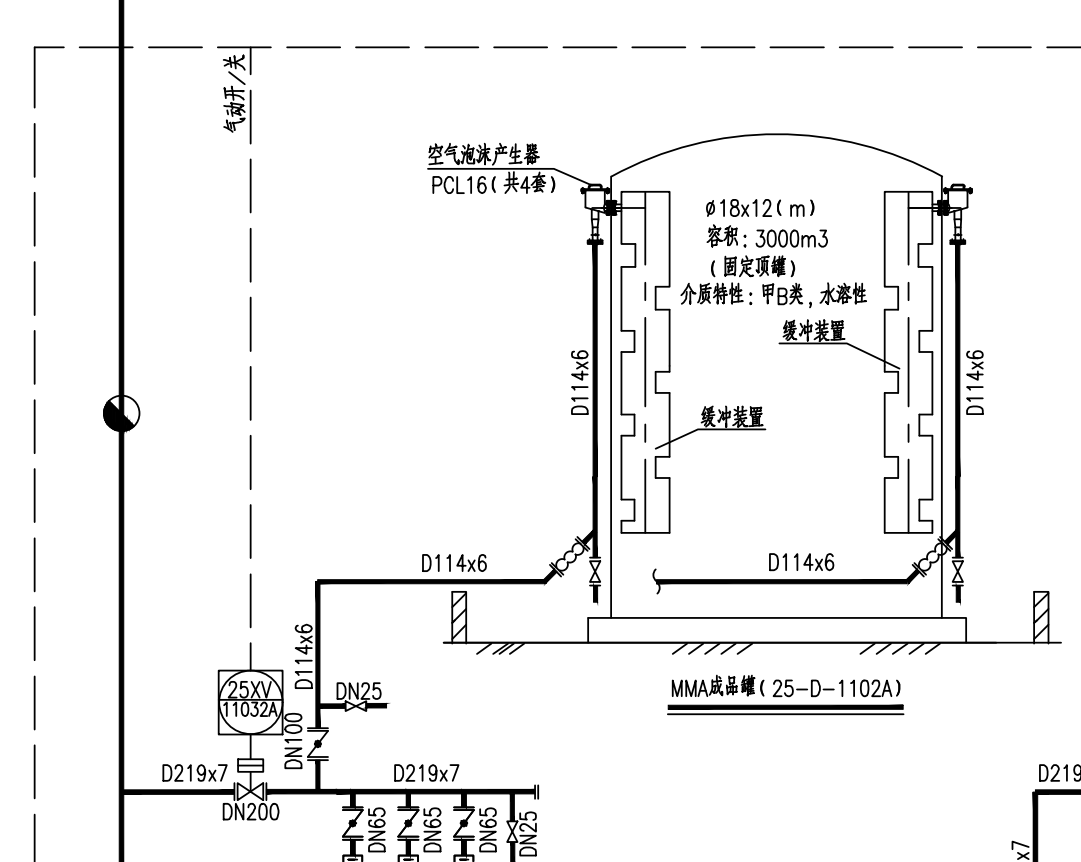 气动开/关
空气泡沫产生器
PCL16(共4套)
ø18x12(m)
容积:3000m3
(固定顶罐)
介质特性:甲B类,水溶性
缓冲装置
缓冲装置
D114x6
D114x6
D114x6
D114x6
D114x6
25XV
11032A
DN25
DN100
MMA成品罐(25-D-1102A)
D219x7
D219x7
D219
DN200
DN65
DN65
DN65
DN25
x7